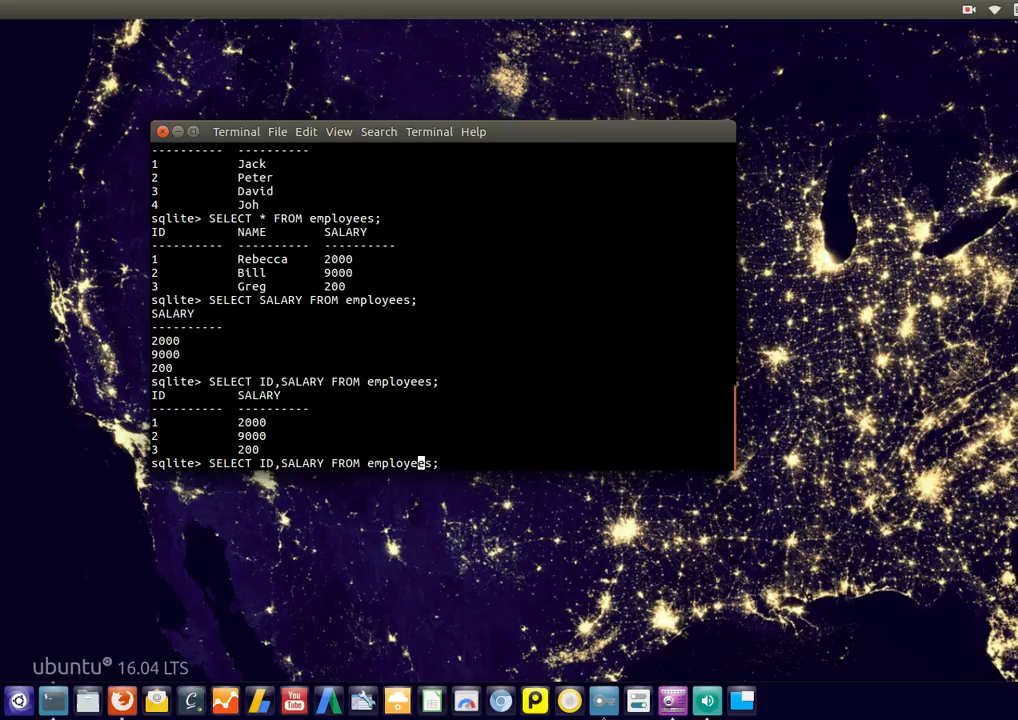 Terminal File Edit View Search Terminal Help
---------- ----------
1 Jack
2 Peter
3 David
4 Joh
sqlite> SELECT * FROM employees;
ID NAME SALARY
---------- ---------- ----------
1 Rebecca 2000
2 Bill 9000
3 Greg 200
sqlite> SELECT SALARY FROM employees;
SALARY
----------
2000
9000
200
sqlite> SELECT ID,SALARY FROM employees;
ID SALARY
---------- ----------
1 2000
2 9000
3 200
sqlite> SELECT ID,SALARY FROM employees;
ubuntu® 16.04 LTS
You Tube